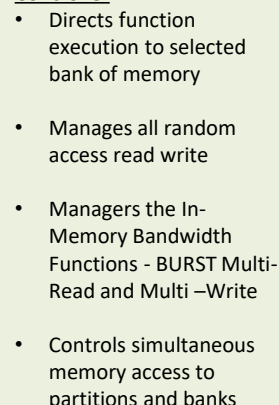 • Directs function
execution to selected
bank of memory
• Manages all random
access read write
• Managers the In-
Memory Bandwidth
Functions - BURST Multi-
Read and Multi –Write
• Controls simultaneous
memory access to
partitions and banks